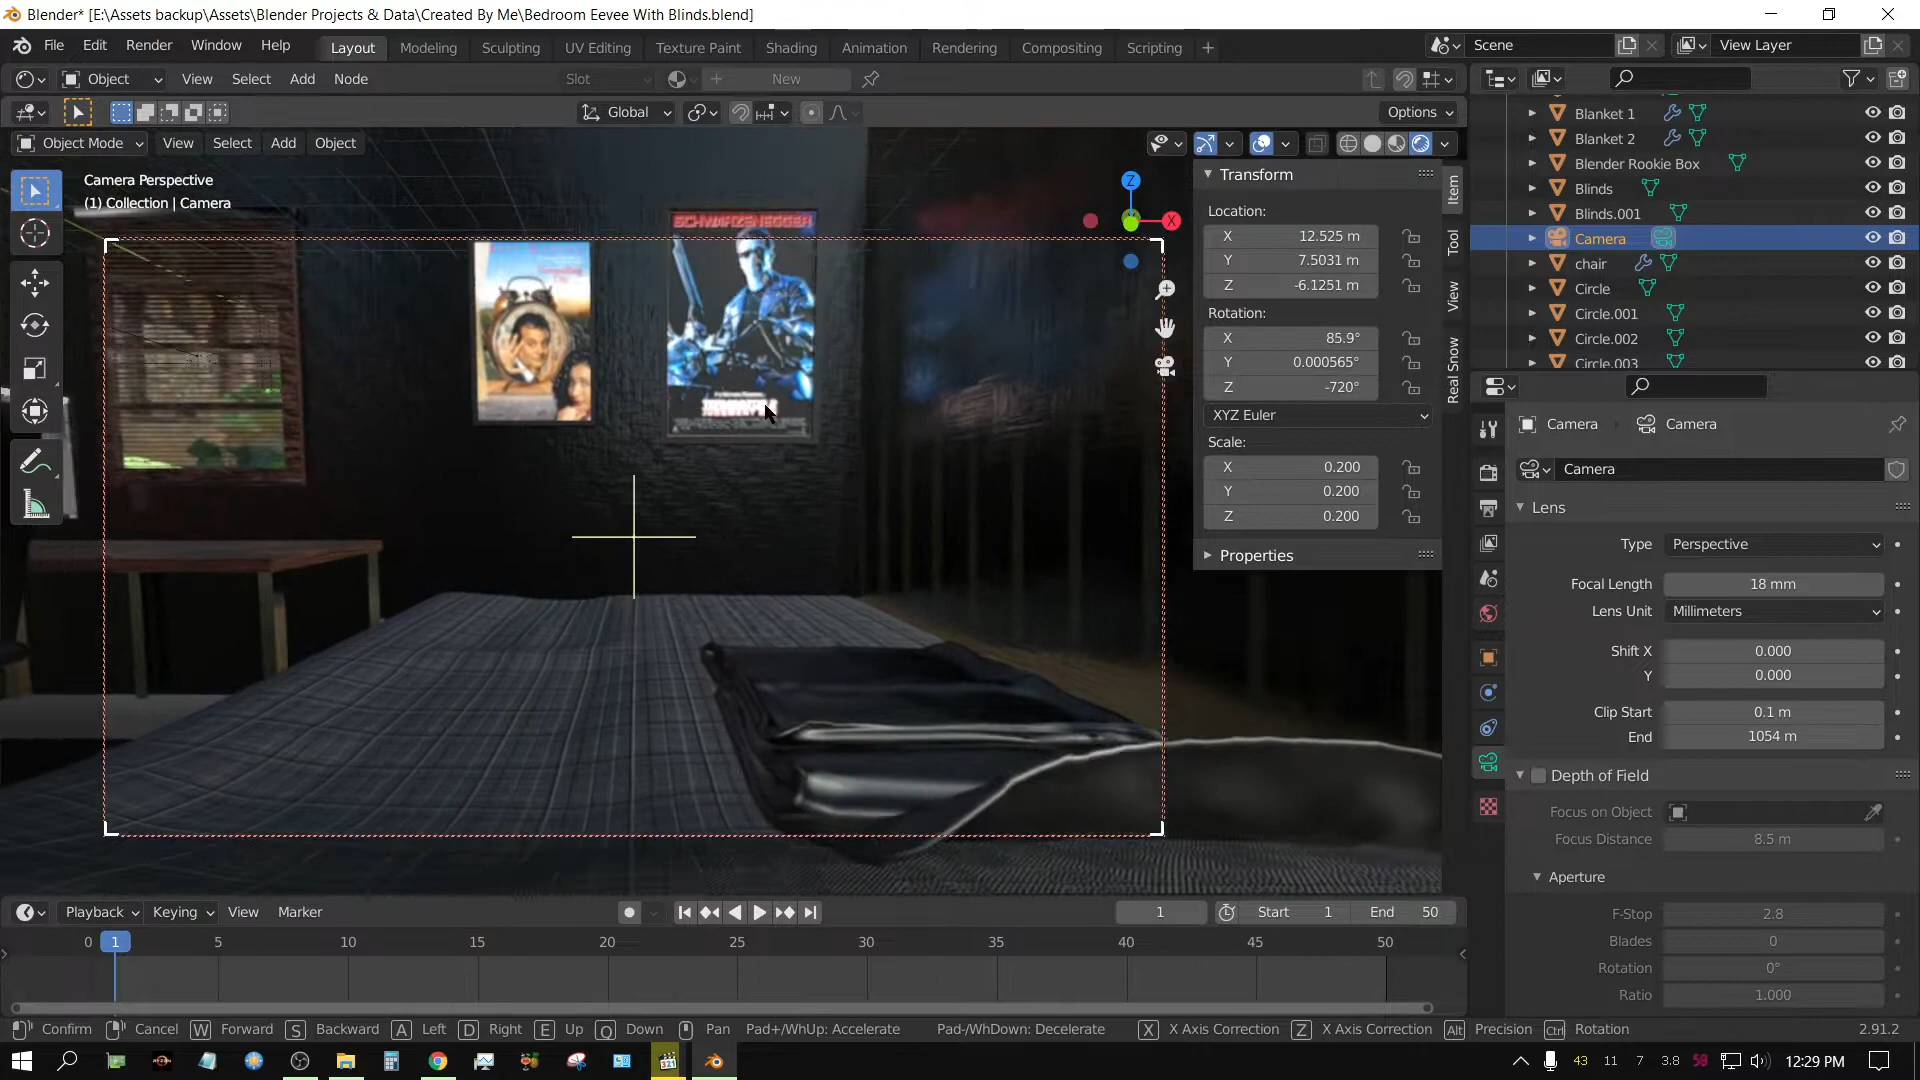 Blender* [E:\Assets backup\Assets\Blender Projects & Data\Created By Me\Bedroom Eevee With Blinds.blend]
File Edit Render Window Help Layout Modeling Sculpting UV Editing Texture Paint Shading Animation Rendering Compositing Scripting + Scene View Layer
Object View Select Add Node Slot New
Global Options
Object Mode View Select Add Object
Camera Perspective
(1) Collection | Camera
SCHWARZENEGGER
Z
X
Transform
Location:
X 12.525 m
Y 7.5031 m
Z -6.1251 m
Rotation:
X 85.9°
Y 0.000565°
Z -720°
XYZ Euler
Scale:
X 0.200
Y 0.200
Z 0.200
Properties
Item
Tool
View
Real Snow
Blanket 1
Blanket 2
Blender Rookie Box
Blinds
Blinds.001
Camera
chair
Circle
Circle.001
Circle.002
Circle.003
Camera Camera
Camera
Lens
Type Perspective
Focal Length 18 mm
Lens Unit Millimeters
Shift X 0.000
Y 0.000
Clip Start 0.1 m
End 1054 m
Depth of Field
Focus on Object
Focus Distance 8.5 m
Aperture
F-Stop 2.8
Blades 0
Rotation 0°
Ratio 1.000
Playback Keying View Marker 1 Start 1 End 50
0 1 5 10 15 20 25 30 35 40 45 50
Confirm Cancel W Forward S Backward A Left D Right E Up Q Down Pan Pad+/WhUp: Accelerate Pad-/WhDown: Decelerate X X Axis Correction Z X Axis Correction Alt Precision Ctrl Rotation 2.91.2
43 11 7 3.8 58 12:29 PM